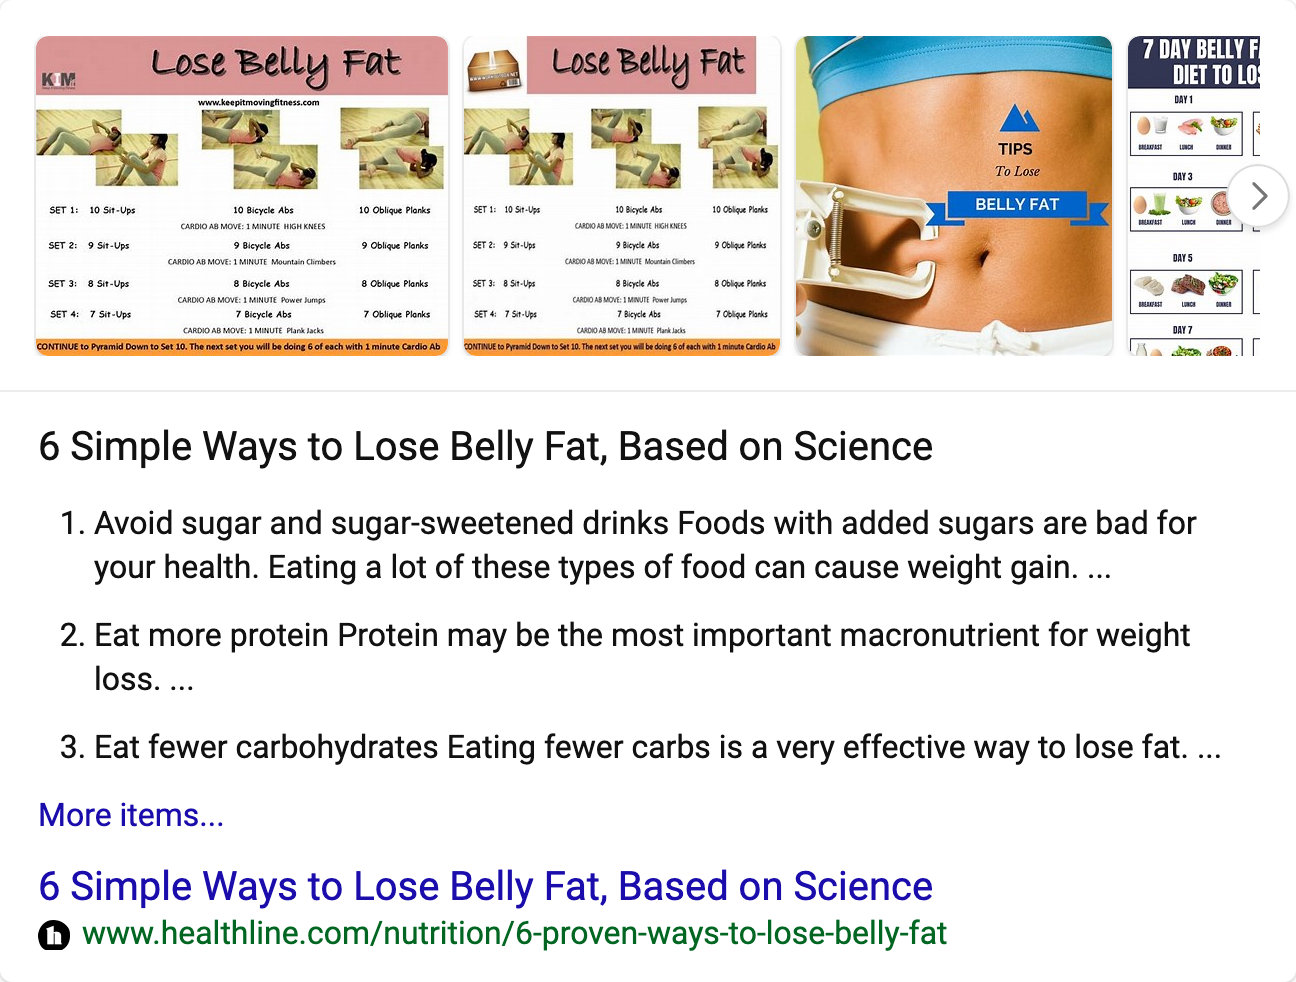 Lose Belly Fat
KIM
www.keepitmovingfitness.com
SET 1: 10 Sit-Ups 10 Bicycle Abs 10 Oblique Planks
CARDIO AB MOVE: 1 MINUTE HIGH KNEES
SET 2: 9 Sit-Ups 9 Bicycle Abs 9 Oblique Planks
CARDIO AB MOVE: 1 MINUTE Mountain Climbers
SET 3: 8 Sit-Ups 8 Bicycle Abs 8 Oblique Planks
CARDIO AB MOVE: 1 MINUTE Power Jumps
SET 4: 7 Sit-Ups 7 Bicycle Abs 7 Oblique Planks
CARDIO AB MOVE: 1 MINUTE Plank Jacks
CONTINUE to Pyramid Down to Set 10. The next set you will be doing 6 of each with 1 minute Cardio Ab
Lose Belly Fat
SET 1: 10 Sit-Ups 10 Bicycle Abs 10 Oblique Planks
CARDIO AB MOVE: 1 MINUTE HIGH KNEES
SET 2: 9 Sit-Ups 9 Bicycle Abs 9 Oblique Planks
CARDIO AB MOVE: 1 MINUTE Mountain Climbers
SET 3: 8 Sit-Ups 8 Bicycle Abs 8 Oblique Planks
CARDIO AB MOVE: 1 MINUTE Power Jumps
SET 4: 7 Sit-Ups 7 Bicycle Abs 7 Oblique Planks
CARDIO AB MOVE: 1 MINUTE Plank Jacks
CONTINUE to Pyramid Down to Set 10. The next set you will be doing 6 of each with 1 minute Cardio Ab
TIPS
To Lose
BELLY FAT
7 DAY BELLY F
DIET TO LOS
DAY 1
BREAKFAST LUNCH DINNER
DAY 3
BREAKFAST LUNCH DINNER
DAY 5
BREAKFAST LUNCH DINNER
DAY 7
6 Simple Ways to Lose Belly Fat, Based on Science
1. Avoid sugar and sugar-sweetened drinks Foods with added sugars are bad for
your health. Eating a lot of these types of food can cause weight gain. ...
2. Eat more protein Protein may be the most important macronutrient for weight
loss. ...
3. Eat fewer carbohydrates Eating fewer carbs is a very effective way to lose fat. ...
More items...
6 Simple Ways to Lose Belly Fat, Based on Science
h www.healthline.com/nutrition/6-proven-ways-to-lose-belly-fat